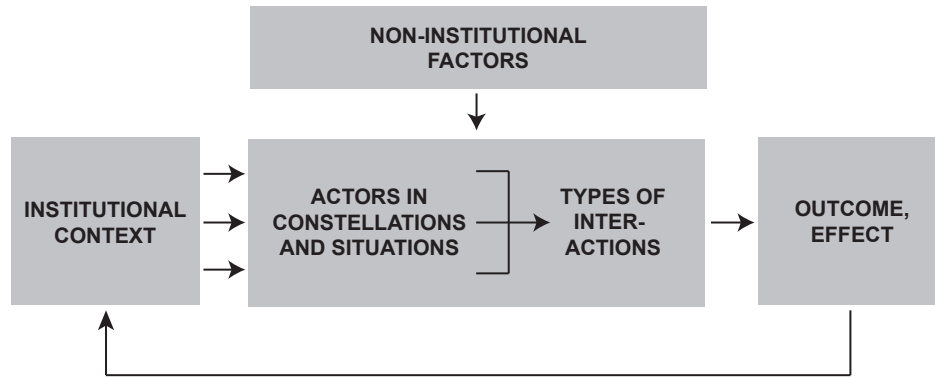 NON-INSTITUTIONAL
FACTORS
INSTITUTIONAL
CONTEXT
ACTORS IN
CONSTELLATIONS
AND SITUATIONS
TYPES OF
INTER-
ACTIONS
OUTCOME,
EFFECT